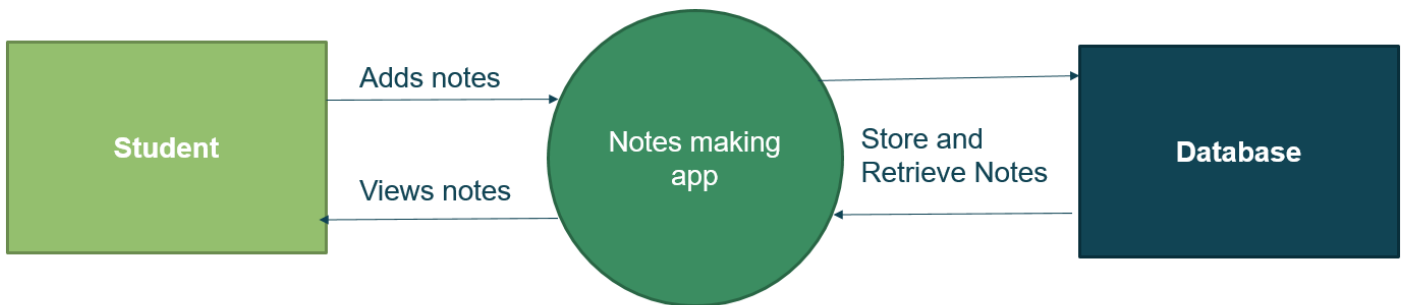 Student
Adds notes
Views notes
Notes making
app
Store and
Retrieve Notes
Database